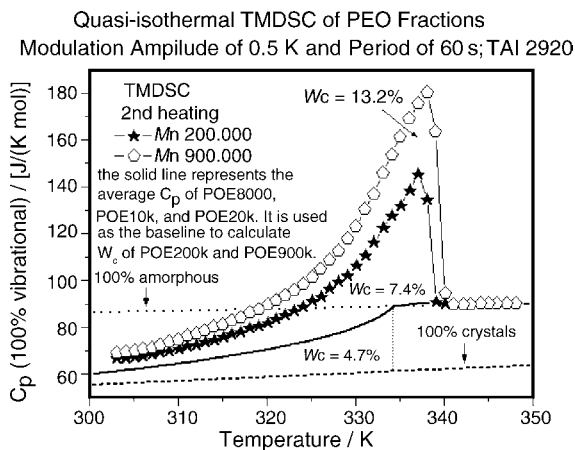 Quasi-isothermal TMDSC of PEO Fractions
Modulation Ampilude of 0.5 K and Period of 60 s; TAI 2920
180
160
140
120
100
80
60
Cp (100% vibrational) / [J/(K mol)]
TMDSC
2nd heating
Mn 200.000
Mn 900.000
the solid line represents the
average Cp of POE8000,
POE10k, and POE20k. It is used
as the baseline to calculate
Wc of POE200k and POE900k.
100% amorphous
Wc = 13.2%
Wc = 7.4%
100% crystals
Wc = 4.7%
300
310
320
330
340
350
Temperature / K